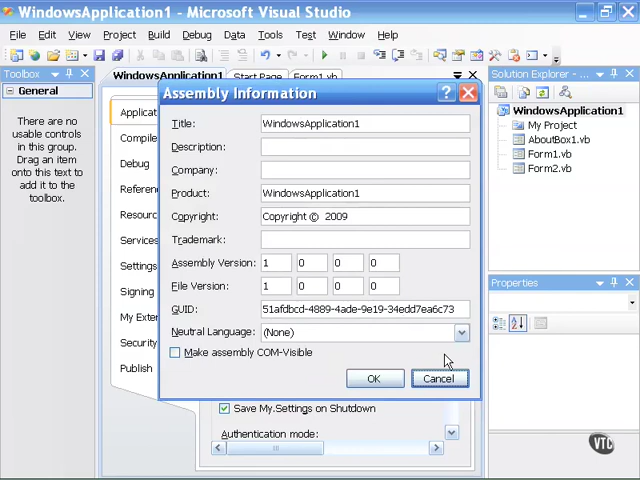 WindowsApplication1 - Microsoft Visual Studio
File Edit View Project Build Debug Data Tools Test Window Help
Toolbox
General
There are no
usable controls
in this group.
Drag an item
onto this text to
add it to the
toolbox.
WindowsApplication1 Start Page Form1.vb
Compile
Debug
Settings
Signing
Security
Publish
Assembly Information
Title: WindowsApplication1
Description:
Company:
Product: WindowsApplication1
Copyright: Copyright © 2009
Trademark:
Assembly Version: 1 0 0 0
File Version: 1 0 0 0
GUID: 51afdbcd-4889-4ade-9e19-34edd7ea6c73
Neutral Language: (None)
Make assembly COM-Visible
OK Cancel
Save My.Settings on Shutdown
Authentication mode:
Solution Explorer -
WindowsApplication1
My Project
AboutBox1.vb
Form1.vb
Form2.vb
Properties
VTC